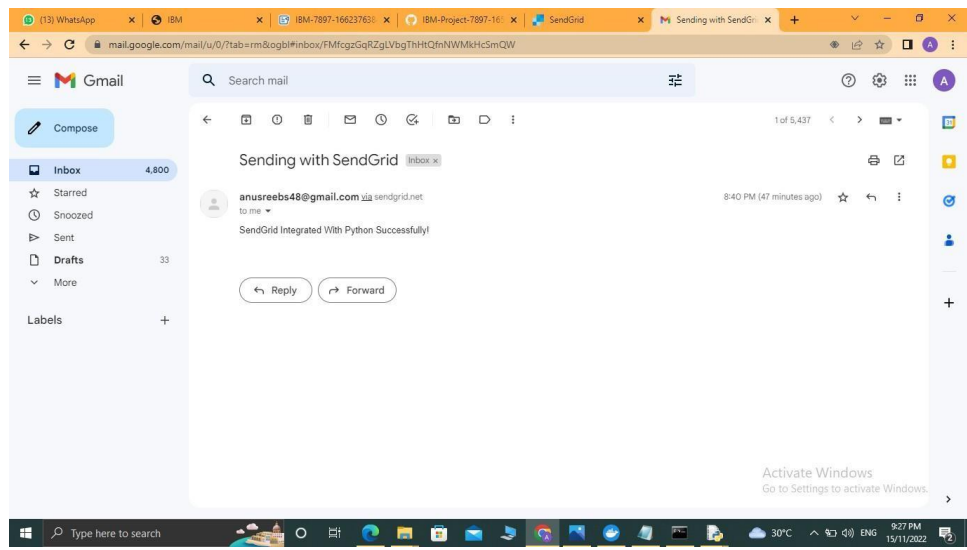 (13) WhatsApp
IBM
IBM-7897-16623763
IBM-Project-7897-16
SendGrid
Sending with SendGri
mail.google.com/mail/u/0/?tab=rm&ogbl#inbox/FMfcgzGqRZgLVbgThHtQfnNWMkHcSmQW
A
Gmail
Search mail
A
Compose
1 of 5,437
31
Inbox 4,800
Starred
Snoozed
Sent
Drafts 33
More
Labels
Sending with SendGrid Inbox x
anusreebs48@gmail.com via sendgrid.net 8:40 PM (47 minutes ago)
to me
SendGrid Integrated With Python Successfully!
Reply Forward
Activate Windows
Go to Settings to activate Windows.
Type here to search
30°C ENG 9:27 PM
15/11/2022
2